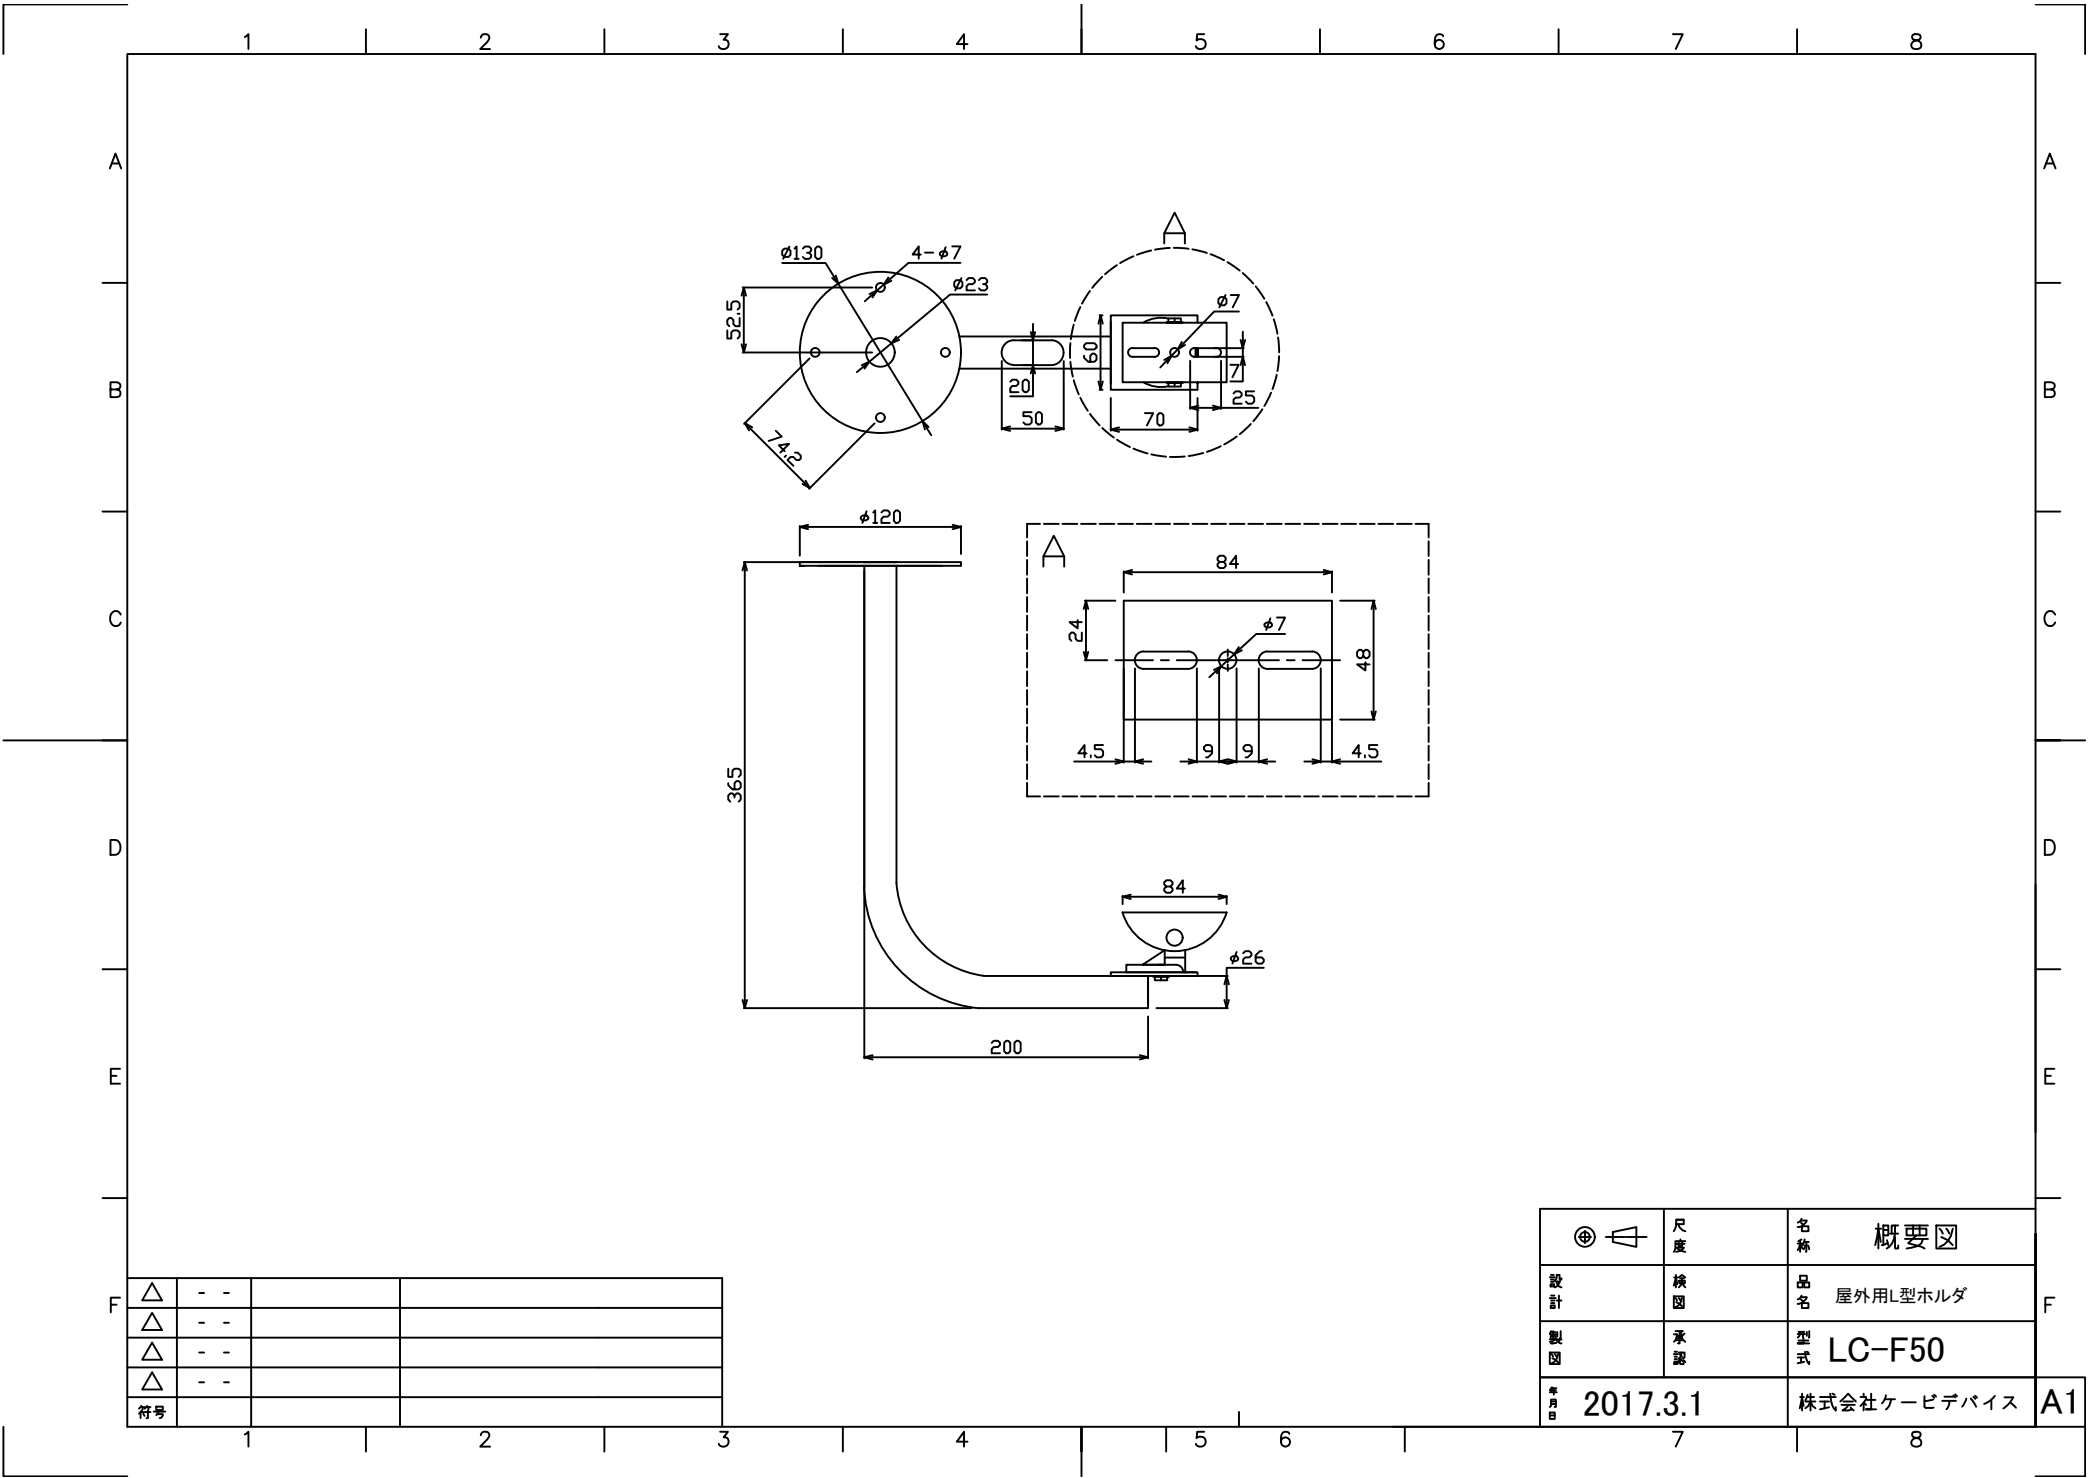 1 2 3 4 5 6 7 8
A A
ø130
4-ø7
ø23
52.5
ø7
60
7
20
25
B B
50
70
74.2
ø120
A
84
24
ø7
48
C C
4.5 9 9 4.5
365
D D
84
ø26
200
E E
尺度
名称 概要図
設計
検図
品名 屋外用L型ホルダ
製図
承認
型式 LC-F50
年月日 2017.3.1
株式会社ケービデバイス
A1
F F
△ - -
△ - -
△ - -
△ - -
符号
1 2 3 4 5 6 7 8